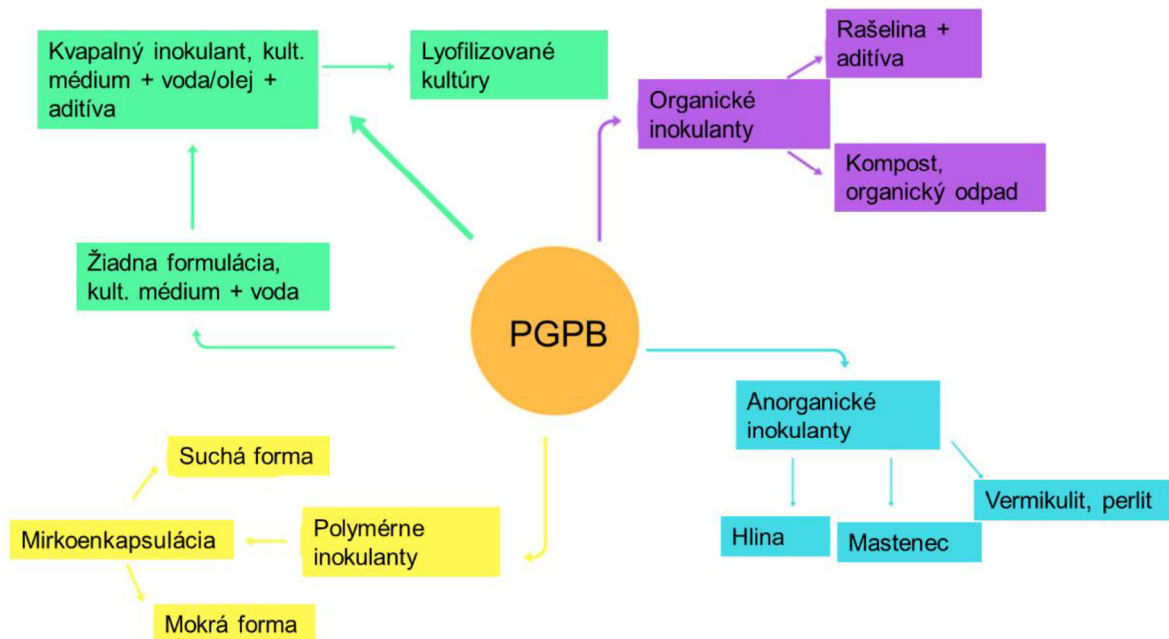 Kvapalný inokulant, kult.
médium + voda/olej +
aditíva
Lyofilizované
kultúry
Rašelina +
aditíva
Organické
inokulanty
Kompost,
organický odpad
Žiadna formulácia,
kult. médium + voda
PGPB
Anorganické
inokulanty
Suchá forma
Mirkoenkapsulácia
Polymérne
inokulanty
Mokrá forma
Vermikulit, perlit
Hlina
Mastenec